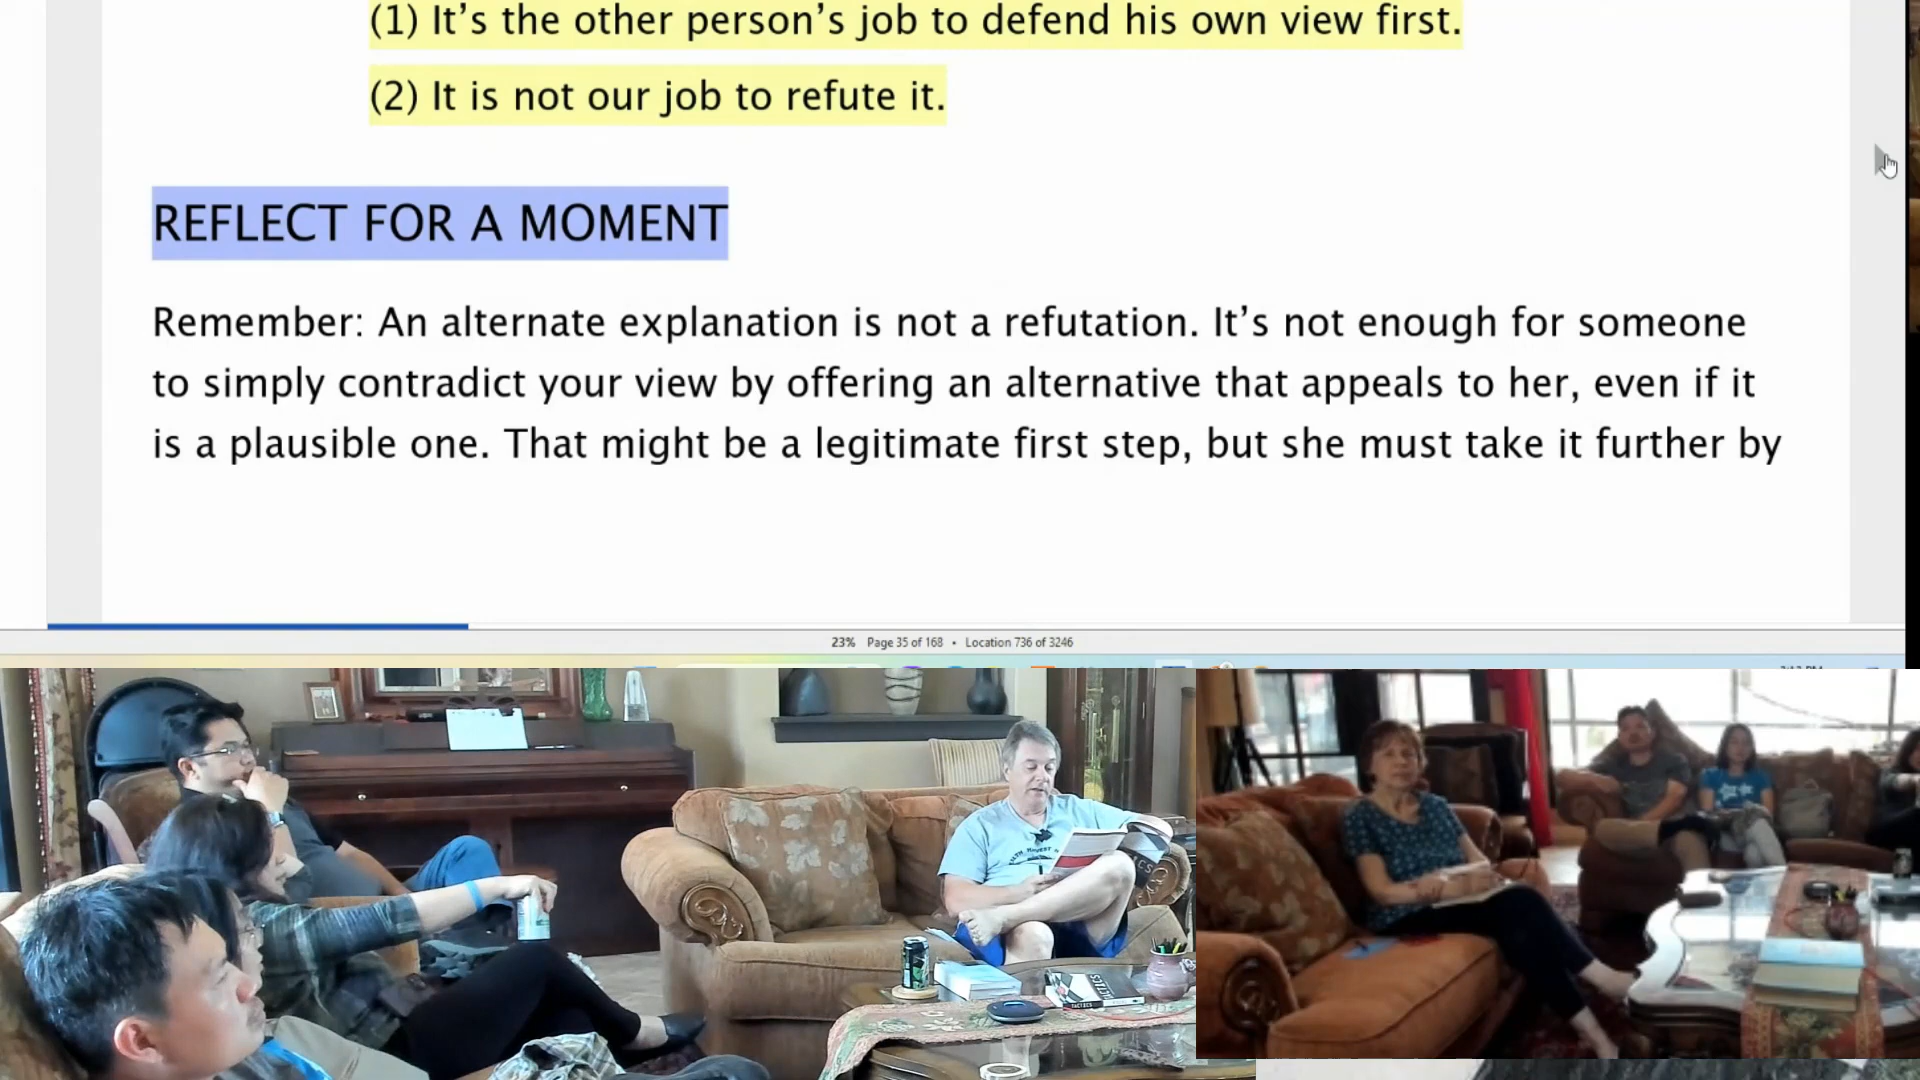 (1) It’s the other person’s job to defend his own view first.
(2) It is not our job to refute it.
REFLECT FOR A MOMENT
Remember: An alternate explanation is not a refutation. It’s not enough for someone
to simply contradict your view by offering an alternative that appeals to her, even if it
is a plausible one. That might be a legitimate first step, but she must take it further by
23% Page 35 of 168 • Location 736 of 3246
TACTICS
TACTICS